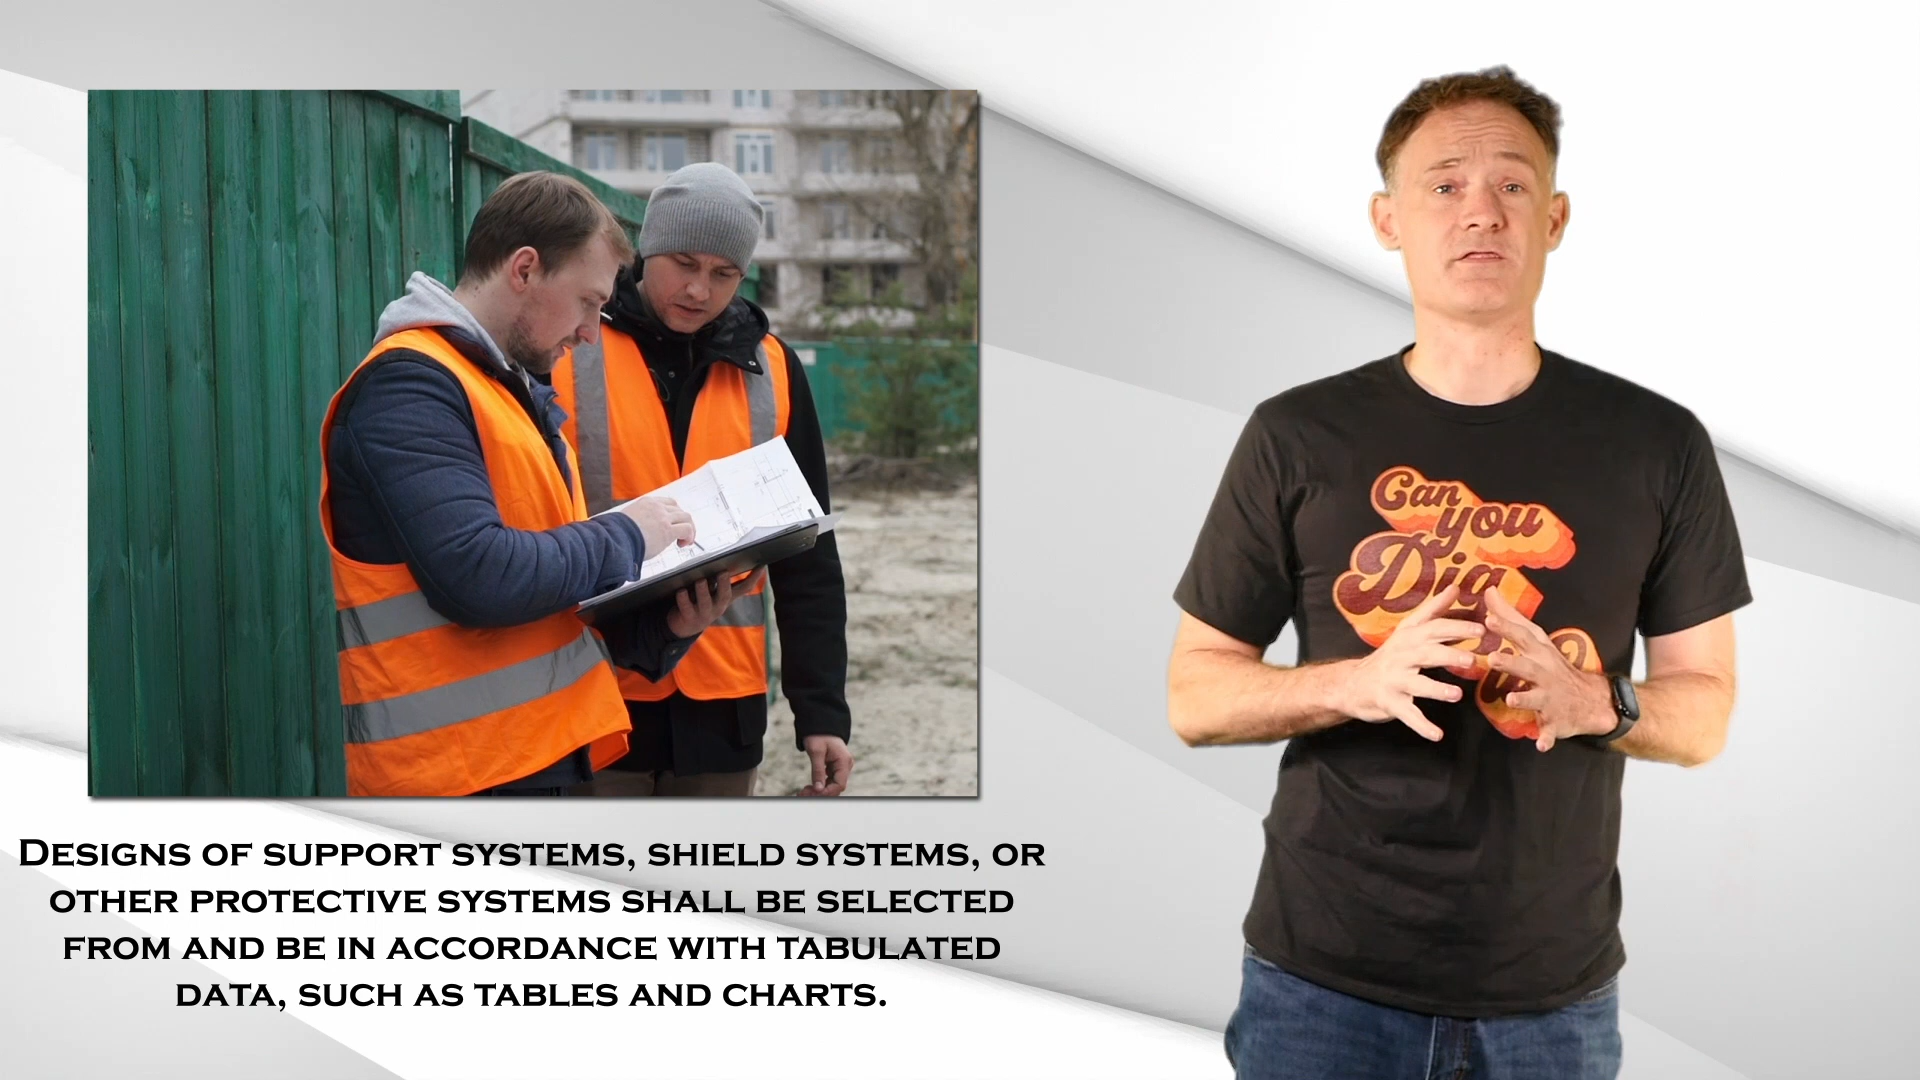 Can
you
Dig
DESIGNS OF SUPPORT SYSTEMS, SHIELD SYSTEMS, OR
OTHER PROTECTIVE SYSTEMS SHALL BE SELECTED
FROM AND BE IN ACCORDANCE WITH TABULATED
DATA, SUCH AS TABLES AND CHARTS.